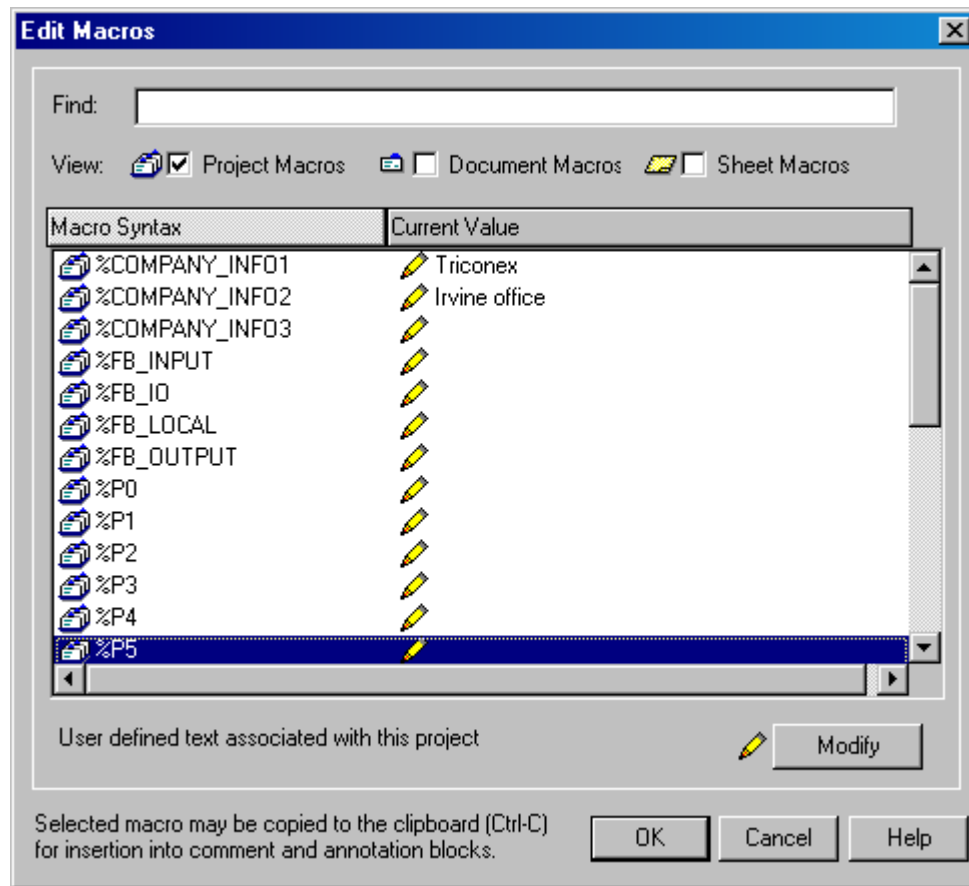 Edit Macros
Find:
View: Project Macros Document Macros Sheet Macros
Macro Syntax Current Value
%COMPANY_INFO1 Triconex
%COMPANY_INFO2 Irvine office
%COMPANY_INFO3
%FB_INPUT
%FB_IO
%FB_LOCAL
%FB_OUTPUT
%P0
%P1
%P2
%P3
%P4
%P5
User defined text associated with this project
Modify
Selected macro may be copied to the clipboard (Ctrl-C)
for insertion into comment and annotation blocks.
OK Cancel Help